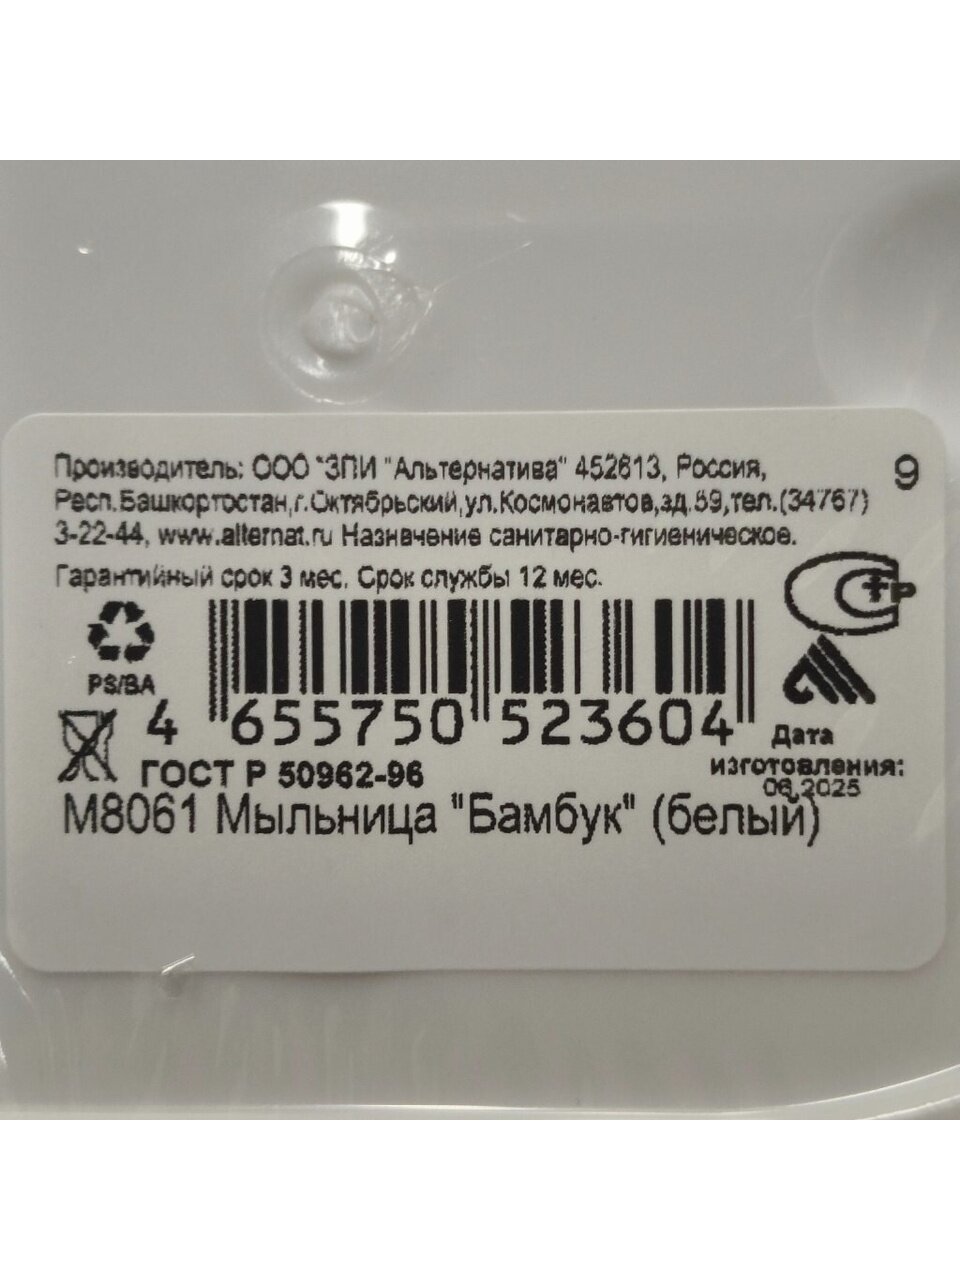 Производитель: ООО "ЗПИ "Альтернатива" 452613, Россия,
9
Респ.Башкортостан,г.Октябрьский,ул.Космонавтов,зд.59,тел.(34767)
3-22-44, www.alternat.ru Назначение санитарно-гигиеническое.
Гарантийный срок 3 мес. Срок службы 12 мес.
PS/BA
4 655750 523604
Дата
изготовления:
06.2025
ГОСТ Р 50962-96
М8061 Мыльница "Бамбук" (белый)